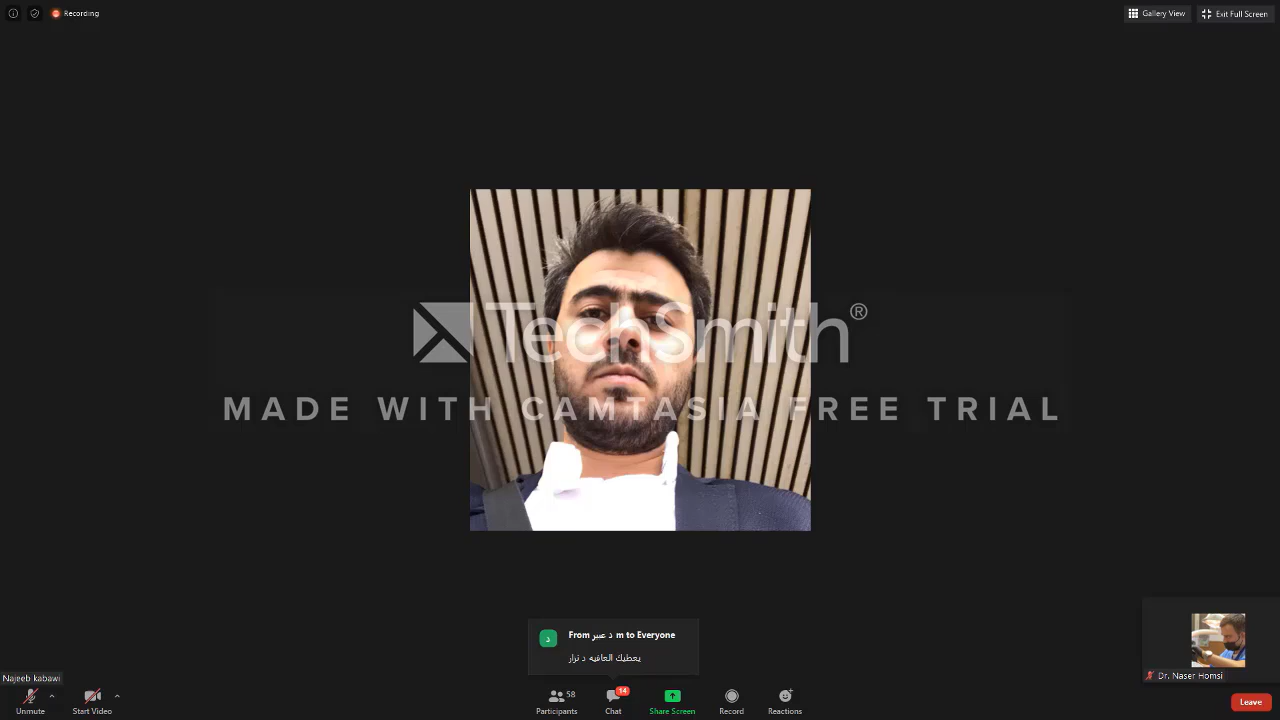 Recording
Gallery View
Exit Full Screen
TechSmith®
MADE WITH CAMTASIA FREE TRIAL
From د عبير m to Everyone
د
يعطيك العافيه د نزار
Najeeb kabawi
Dr. Naser Homsi
Unmute
Start Video
58
Participants
14
Chat
Share Screen
Record
Reactions
Leave